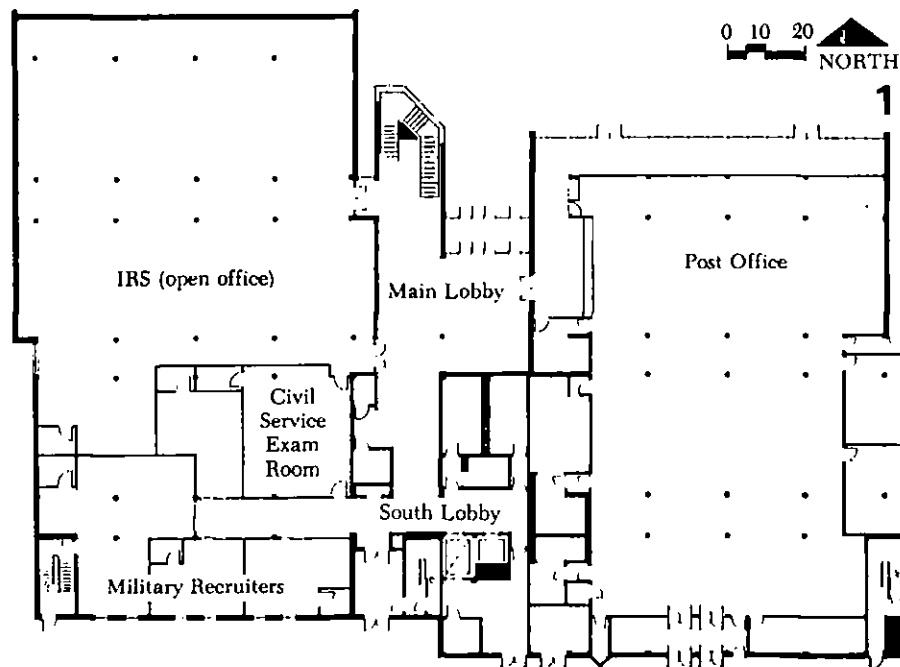 0 10 20
NORTH
1
IRS (open office)
Main Lobby
Post Office
Civil
Service
Exam
Room
South Lobby
Military Recruiters